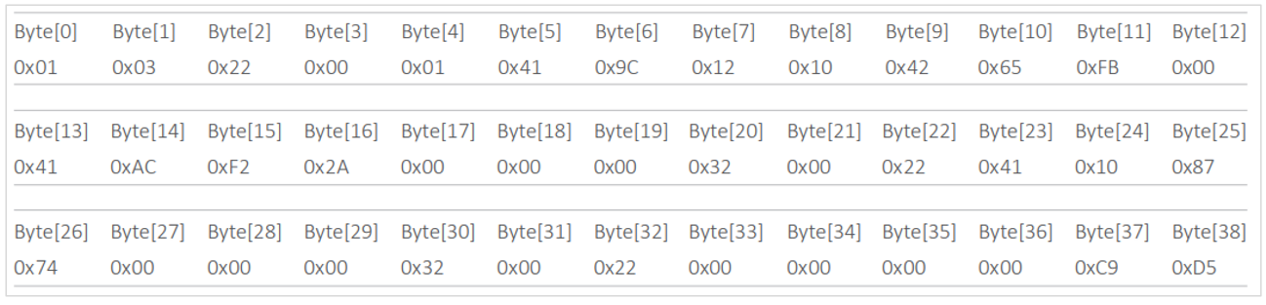 Byte[0] Byte[1] Byte[2] Byte[3] Byte[4] Byte[5] Byte[6] Byte[7] Byte[8] Byte[9] Byte[10] Byte[11] Byte[12]
0x01 0x03 0x22 0x00 0x01 0x41 0x9C 0x12 0x10 0x42 0x65 0xFB 0x00
Byte[13] Byte[14] Byte[15] Byte[16] Byte[17] Byte[18] Byte[19] Byte[20] Byte[21] Byte[22] Byte[23] Byte[24] Byte[25]
0x41 0xAC 0xF2 0x2A 0x00 0x00 0x00 0x32 0x00 0x22 0x41 0x10 0x87
Byte[26] Byte[27] Byte[28] Byte[29] Byte[30] Byte[31] Byte[32] Byte[33] Byte[34] Byte[35] Byte[36] Byte[37] Byte[38]
0x74 0x00 0x00 0x00 0x32 0x00 0x22 0x00 0x00 0x00 0x00 0xC9 0xD5